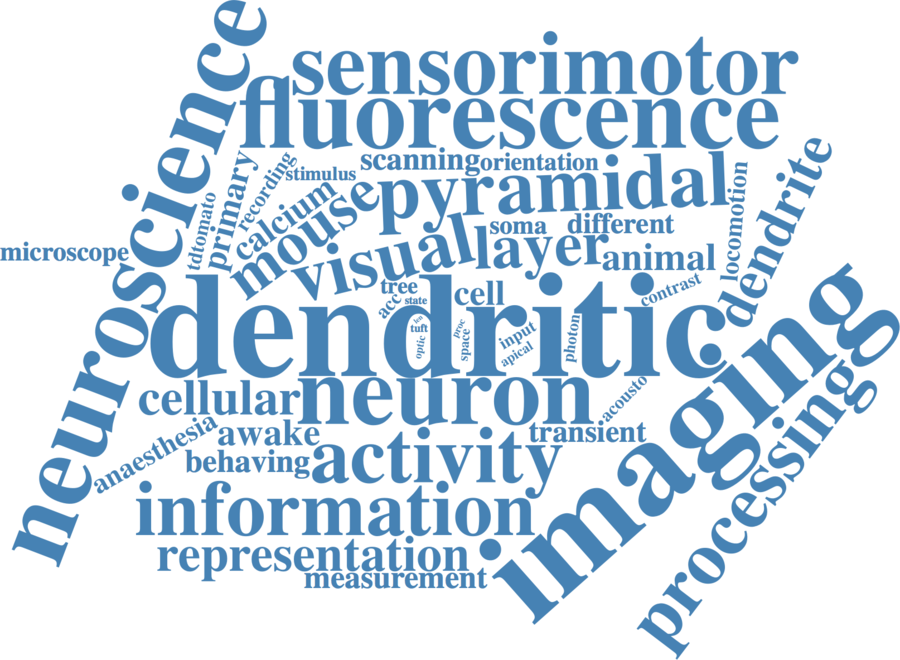 neuroscience
sensorimotor
fluorescence
scanning
orientation
stimulus
recording
primary
tdtomato
calcium
mouse
pyramidal
locomotion
dendrite
microscope
visual
layer
soma
different
animal
tree
acc
state
cell
contrast
dendritic
ion
tuft
optic
proc
space
input
apical
photon
imaging
cellular
neuron
acousto
processing
anaesthesia
awake
transient
behaving
activity
information
representation
measurement